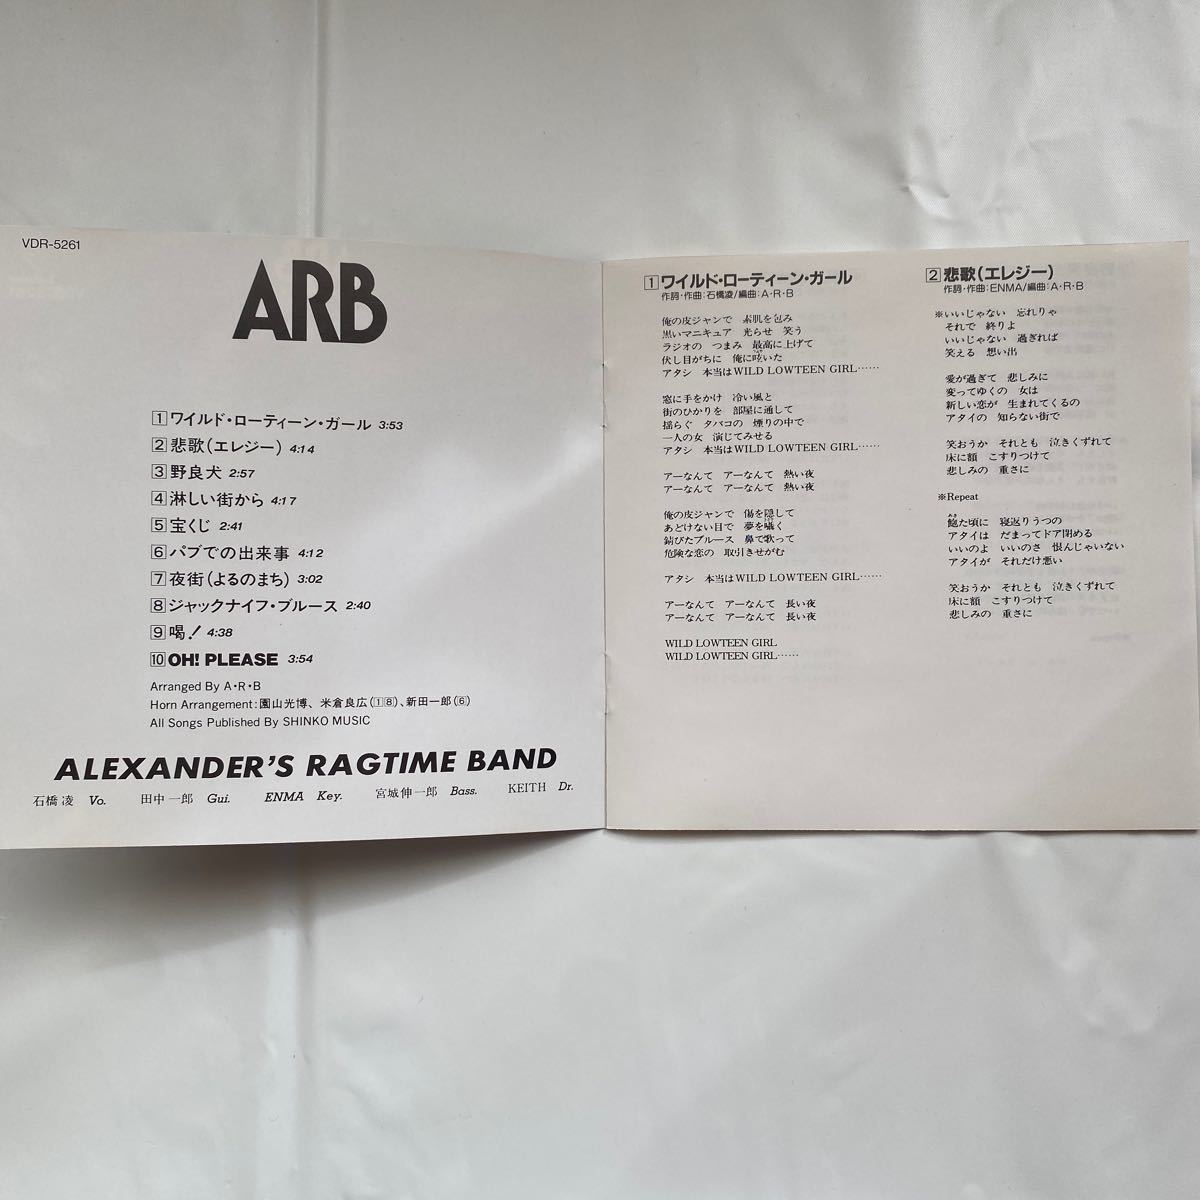 VDR-5261
ARB
1 ワイルド・ローティーン・ガール 3:53
2 悲歌(エレジー) 4:14
3 野良犬 2:57
4 淋しい街から 4:17
5 宝くじ 2:41
6 パブでの出来事 4:12
7 夜街(よるのまち) 3:02
8 ジャックナイフ・ブルース 2:40
9 喝! 4:38
10 OH! PLEASE 3:54
Arranged By A・R・B
Horn Arrangement:園山光博、米倉良広(1 8)、新田一郎(6)
All Songs Published By SHINKO MUSIC
ALEXANDER'S RAGTIME BAND
石橋 凌 Vo. 田中 一郎 Gui. ENMA Key. 宮城 伸一郎 Bass. KEITH Dr.
1 ワイルド・ローティーン・ガール
作詞・作曲:石橋凌/編曲:A・R・B
俺の皮ジャンで 素肌を包み
黒いマニキュア 光らせ 笑う
ラジオの つまみ 最高に上げて
伏し目がちに 俺に呟いた
アタシ 本当はWILD LOWTEEN GIRL……
窓に手をかけ 冷い風と
街のひかりを 部屋に通して
揺らぐ タバコの 煙りの中で
一人の女 演じてみせる
アタシ 本当はWILD LOWTEEN GIRL……
アーなんて アーなんて 熱い夜
アーなんて アーなんて 熱い夜
俺の皮ジャンで 傷を隠して
あどけない目で 夢を囁く
錆びたブルース 鼻で歌って
危険な恋の 取引きせがむ
アタシ 本当はWILD LOWTEEN GIRL……
アーなんて アーなんて 長い夜
アーなんて アーなんて 長い夜
WILD LOWTEEN GIRL
WILD LOWTEEN GIRL……
2 悲歌(エレジー)
作詞・作曲:ENMA/編曲:A・R・B
※いいじゃない 忘れりゃ
それで 終りよ
いいじゃない 過ぎれば
笑える 想い出
愛が過ぎて 悲しみに
変ってゆくの 女は
新しい恋が 生まれてくるの
アタイの 知らない街で
笑おうか それとも 泣きくずれて
床に額 こすりつけて
悲しみの 重さに
※Repeat
飽た頃に 寝返りうつの
アタイは だまってドア閉める
いいのよ いいのさ 恨んじゃいない
アタイが それだけ悪い
笑おうか それとも 泣きくずれて
床に額 こすりつけて
悲しみの 重さに